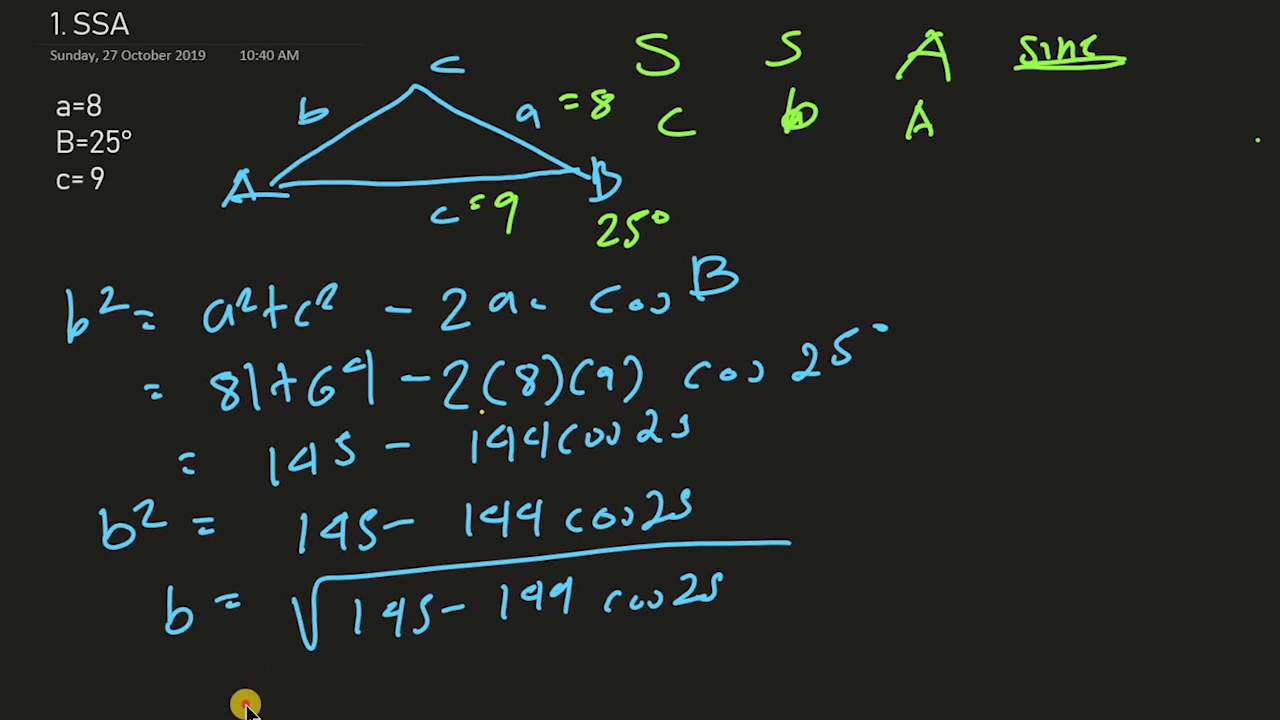 1. SSA
Sunday, 27 October 2019 10:40 AM
a=8
B=25°
c= 9
C
b
a = 8
A
B
c = 9
25°
S S A sine
C b A
b² = a² + c² - 2ac cos B
= 81 + 64 - 2(8)(9) cos 25°
= 145 - 144 cos 25
b² = 145 - 144 cos 25
b = √145 - 144 cos 25